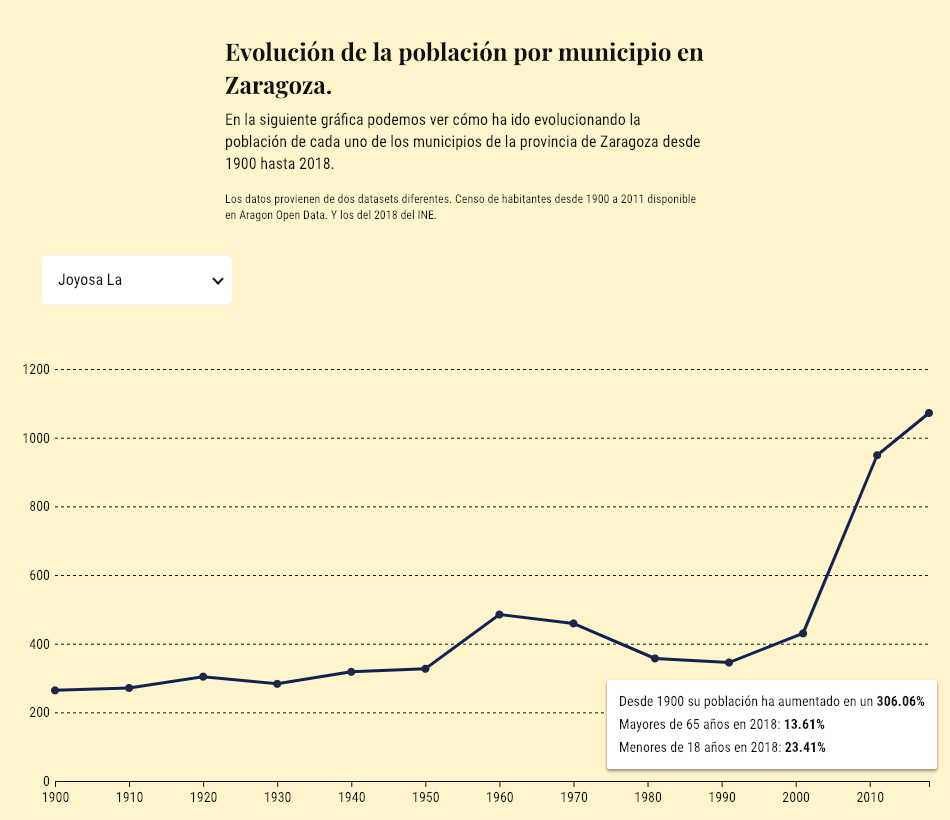 Evolución de la población por municipio en
Zaragoza.
En la siguiente gráfica podemos ver cómo ha ido evolucionando la
población de cada uno de los municipios de la provincia de Zaragoza desde
1900 hasta 2018.
Los datos provienen de dos datasets diferentes. Censo de habitantes desde 1900 a 2011 disponible
en Aragon Open Data. Y los del 2018 del INE.
Joyosa La
1200
1000
800
600
400
200
0
Desde 1900 su población ha aumentado en un 306.06%
Mayores de 65 años en 2018: 13.61%
Menores de 18 años en 2018: 23.41%
1900 1910 1920 1930 1940 1950 1960 1970 1980 1990 2000 2010